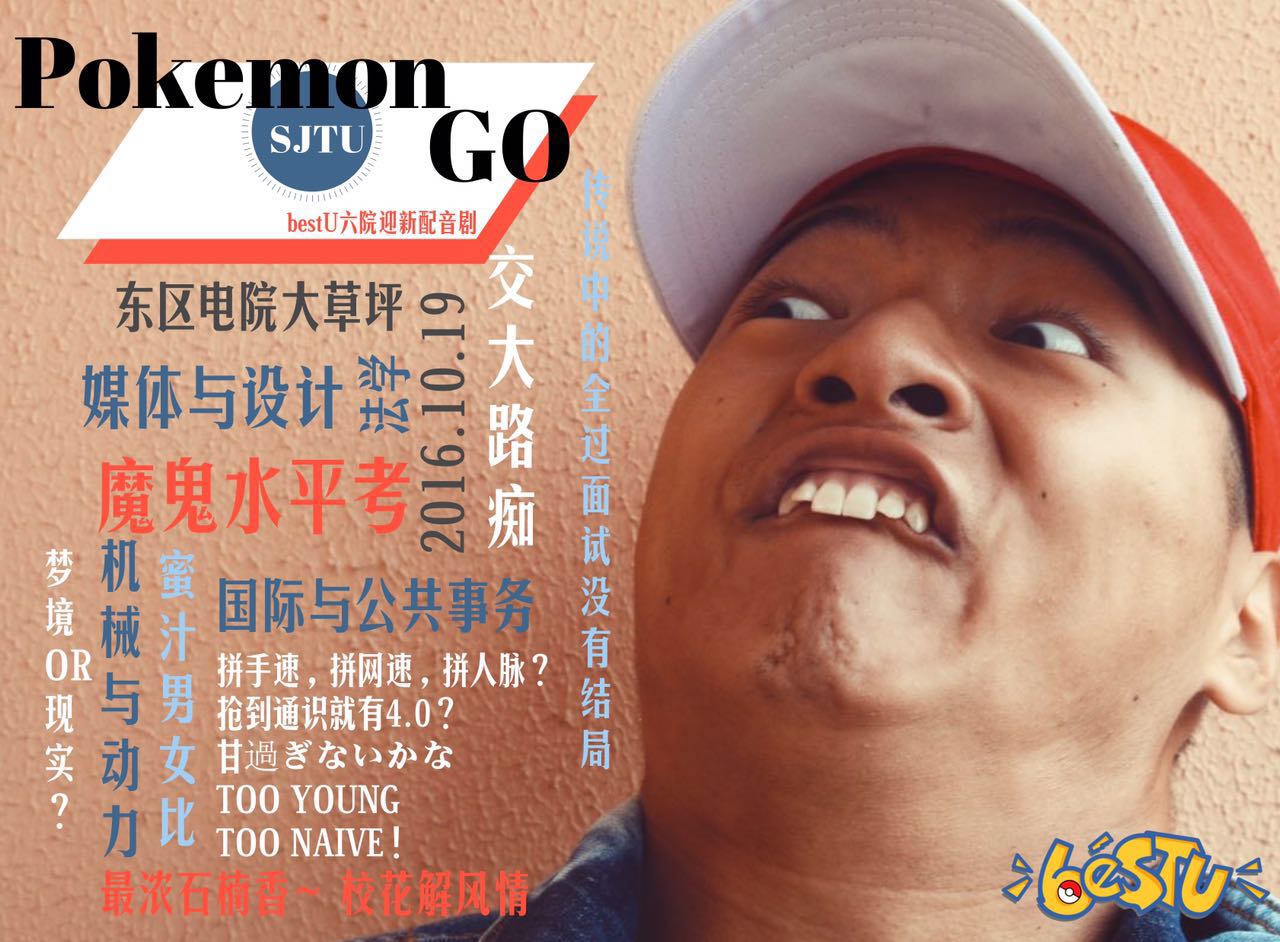 Pokemon
GO
SJTU
bestU六院迎新配音剧
东区电院大草坪
媒体与设计
法学
2016.10.19
交大路痴
传说中的全过面试没有结局
魔鬼水平考
梦境OR现实？
机械与动力
蜜汁男女比
国际与公共事务
拼手速，拼网速，拼人脉？
抢到通识就有4.0？
甘過ぎないかな
TOO YOUNG
TOO NAIVE！
最浓石楠香~ 校花解风情
bésTU